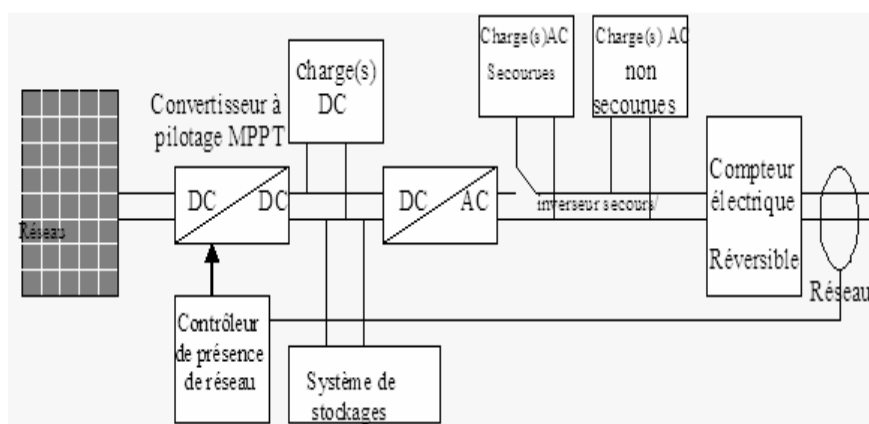 Charge(s)AC
Secourues
Charge(s) AC
non
secourues
Charge(s)
DC
Convertisseur à
pilotage MPPT
DC
DC
DC
AC
inverseur secours/
Compteur
électrique
Réversible
Réseau
Réseau
Contrôleur
de présence
de réseau
Système de
stockages